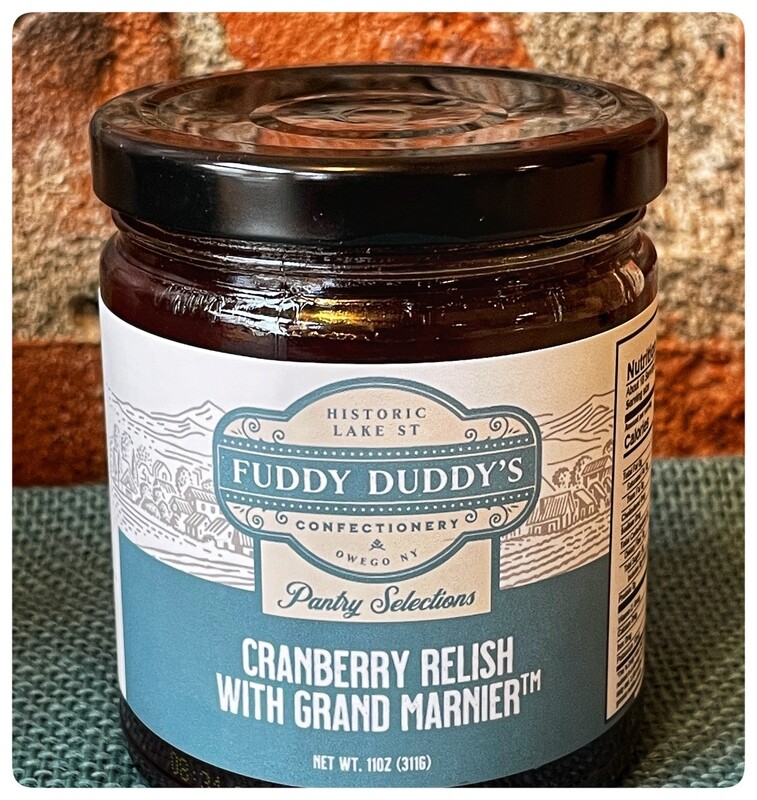 HISTORIC
LAKE ST
FUDDY DUDDY'S
CONFECTIONERY
OWEGO NY
Pantry Selections
CRANBERRY RELISH
WITH GRAND MARNIER™
NET WT. 11OZ (311G)
Calories